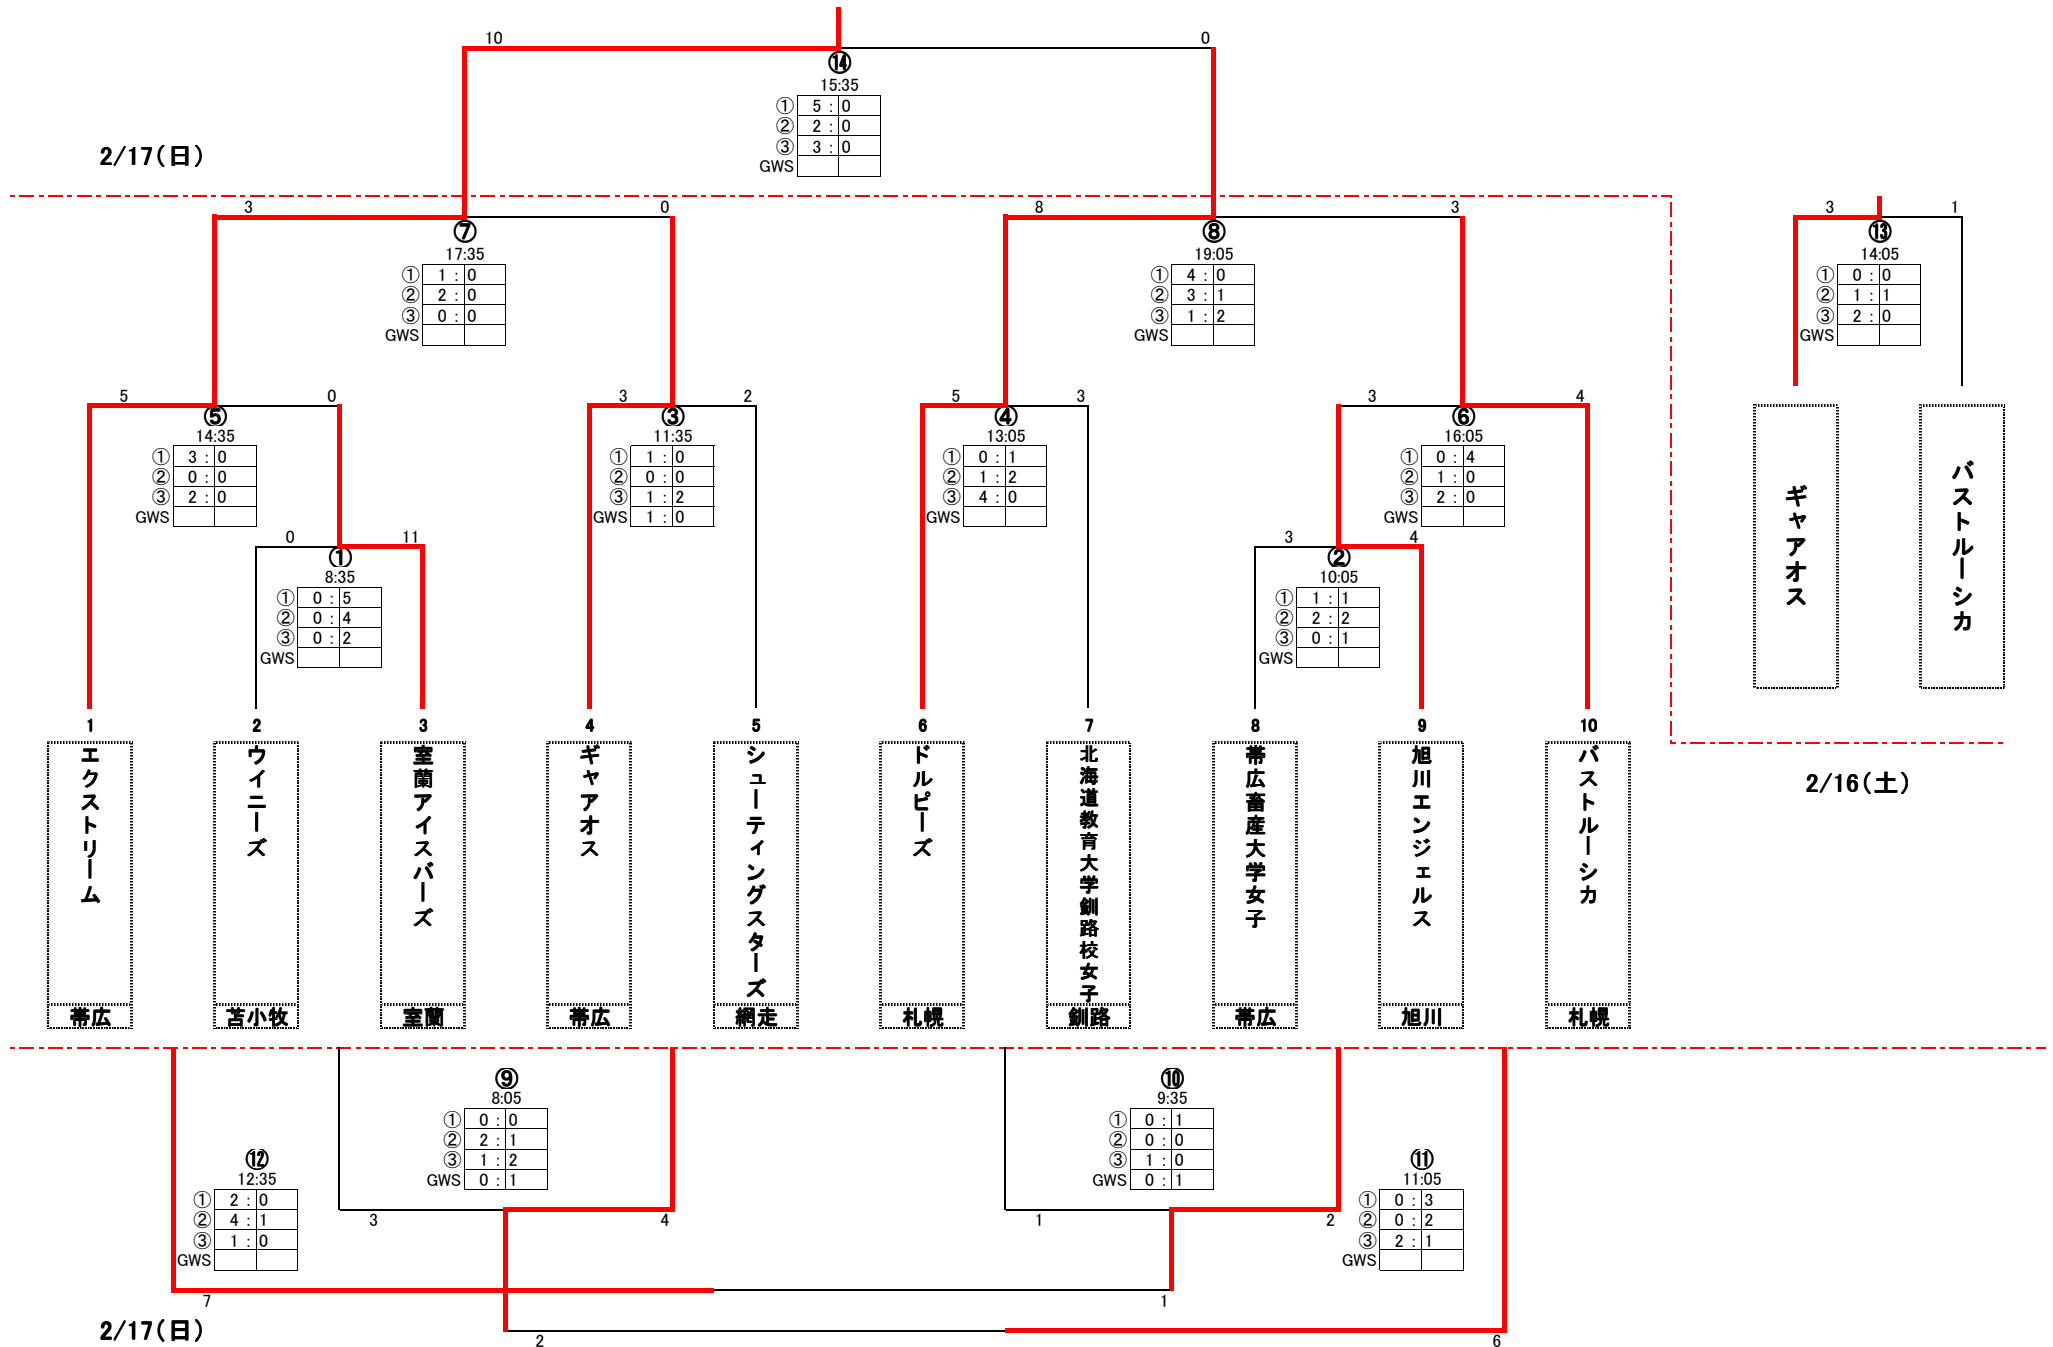 10 0
⑭
15:35
① 5 : 0
② 2 : 0
③ 3 : 0
GWS
2/17(日)
3 0
⑦
17:35
① 1 : 0
② 2 : 0
③ 0 : 0
GWS
8 3
⑧
19:05
① 4 : 0
② 3 : 1
③ 1 : 2
GWS
3 1
⑬
14:05
① 0 : 0
② 1 : 1
③ 2 : 0
GWS
ギャアオス
バストルーシカ
5 0
⑤
14:35
① 3 : 0
② 0 : 0
③ 2 : 0
GWS
3 2
③
11:35
① 1 : 0
② 0 : 0
③ 1 : 2
GWS 1 : 0
5 3
④
13:05
① 0 : 1
② 1 : 2
③ 4 : 0
GWS
3 4
⑥
16:05
① 0 : 4
② 1 : 0
③ 2 : 0
GWS
0 11
①
8:35
① 0 : 5
② 0 : 4
③ 0 : 2
GWS
3 4
②
10:05
① 1 : 1
② 2 : 2
③ 0 : 1
GWS
1
エクストリーム
帯広
2
ウイニーズ
苫小牧
3
室蘭アイスバーズ
室蘭
4
ギャアオス
帯広
5
シューティングスターズ
網走
6
ドルピーズ
札幌
7
北海道教育大学釧路校女子
釧路
8
帯広畜産大学女子
帯広
9
旭川エンジェルス
旭川
10
バストルーシカ
札幌
2/16(土)
⑨
8:05
① 0 : 0
② 2 : 1
③ 1 : 2
GWS 0 : 1
3 4
⑩
9:35
① 0 : 1
② 0 : 0
③ 1 : 0
GWS 0 : 1
1 2
⑫
12:35
① 2 : 0
② 4 : 1
③ 1 : 0
GWS
7 1
⑪
11:05
① 0 : 3
② 0 : 2
③ 2 : 1
GWS
2 6
2/17(日)